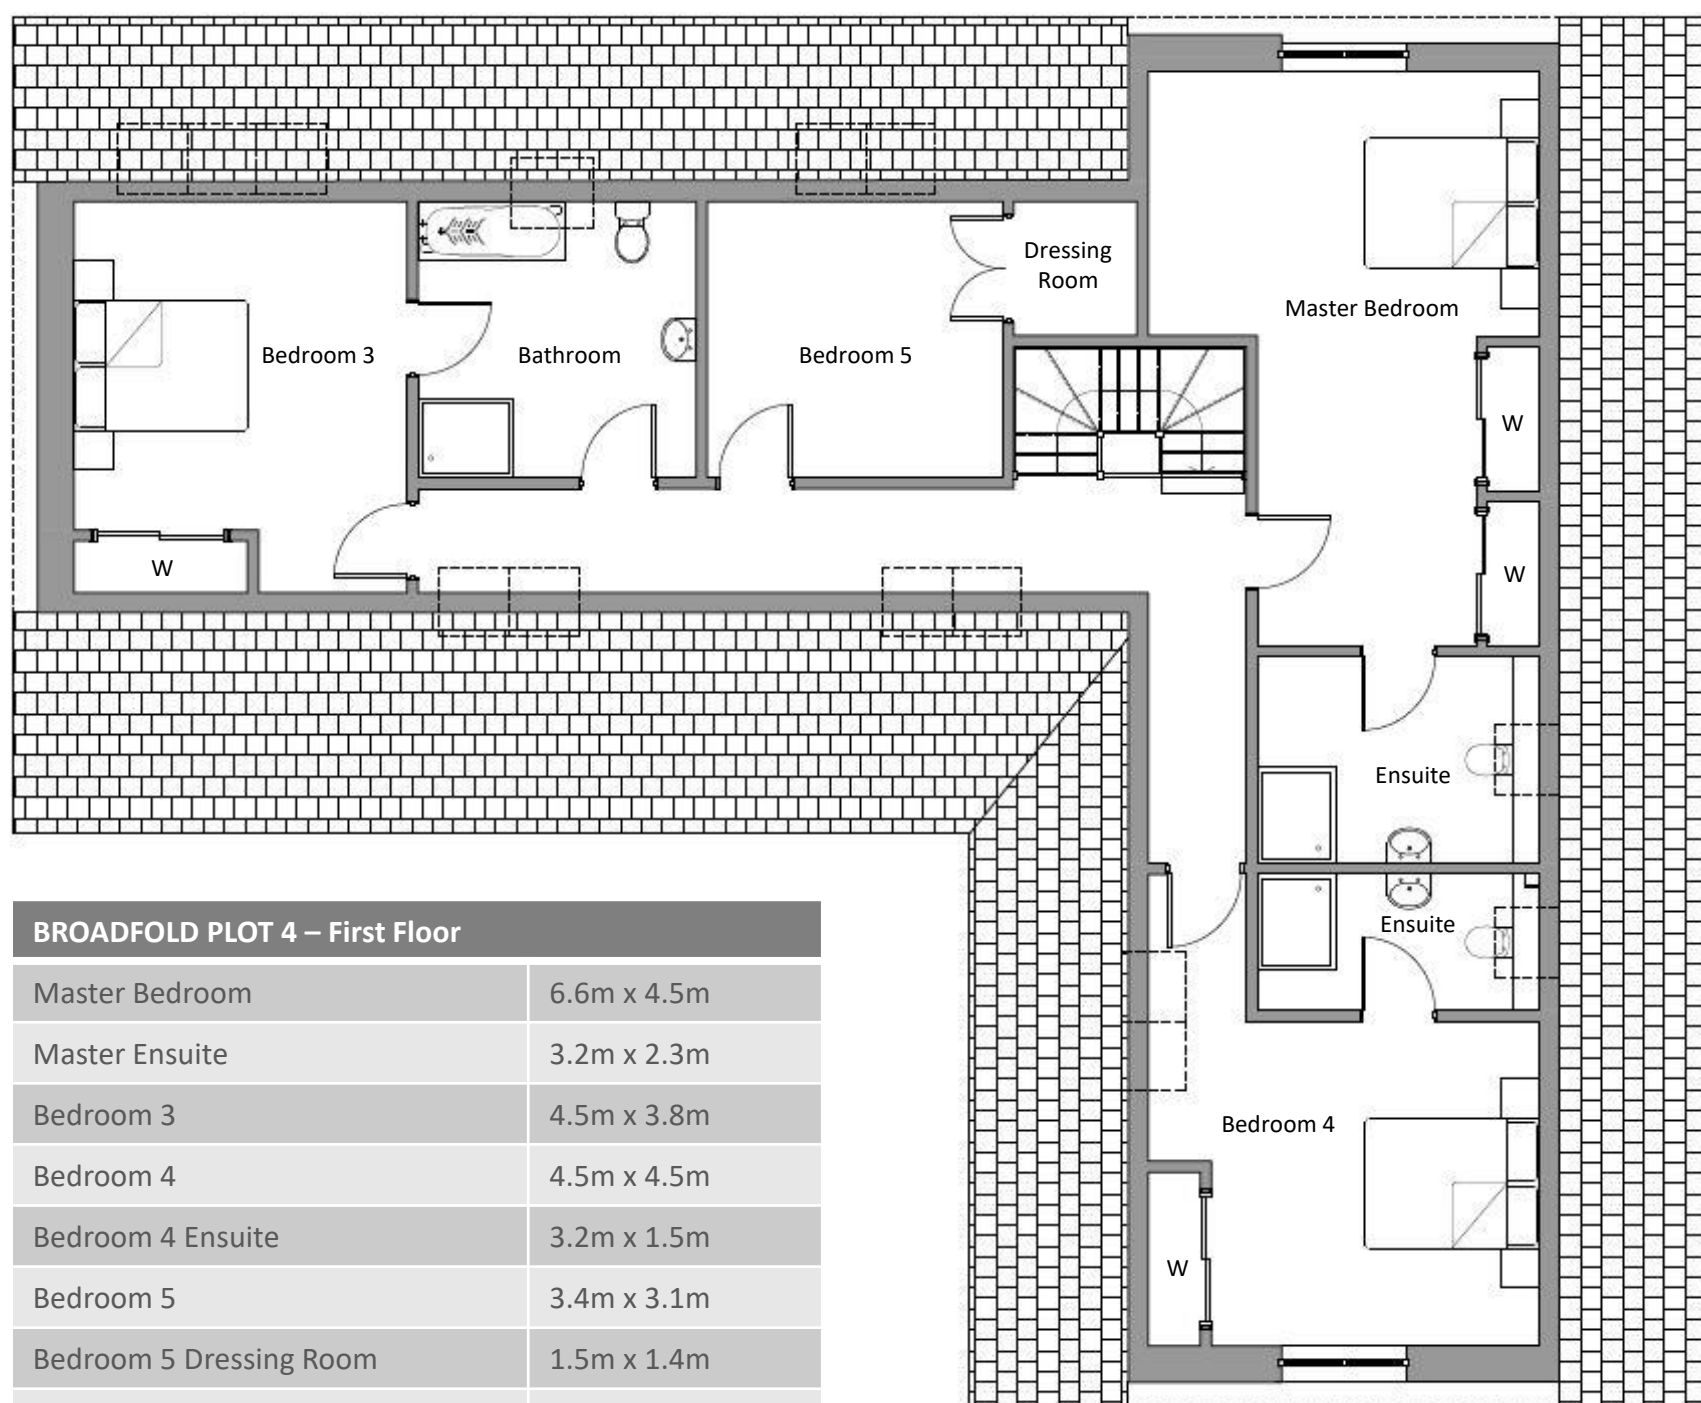 Dressing
Room
Master Bedroom
Bedroom 3
Bathroom
Bedroom 5
W
W
W
Ensuite
Ensuite
Bedroom 4
W
BROADFOLD PLOT 4 – First Floor
Master Bedroom 6.6m x 4.5m
Master Ensuite 3.2m x 2.3m
Bedroom 3 4.5m x 3.8m
Bedroom 4 4.5m x 4.5m
Bedroom 4 Ensuite 3.2m x 1.5m
Bedroom 5 3.4m x 3.1m
Bedroom 5 Dressing Room 1.5m x 1.4m